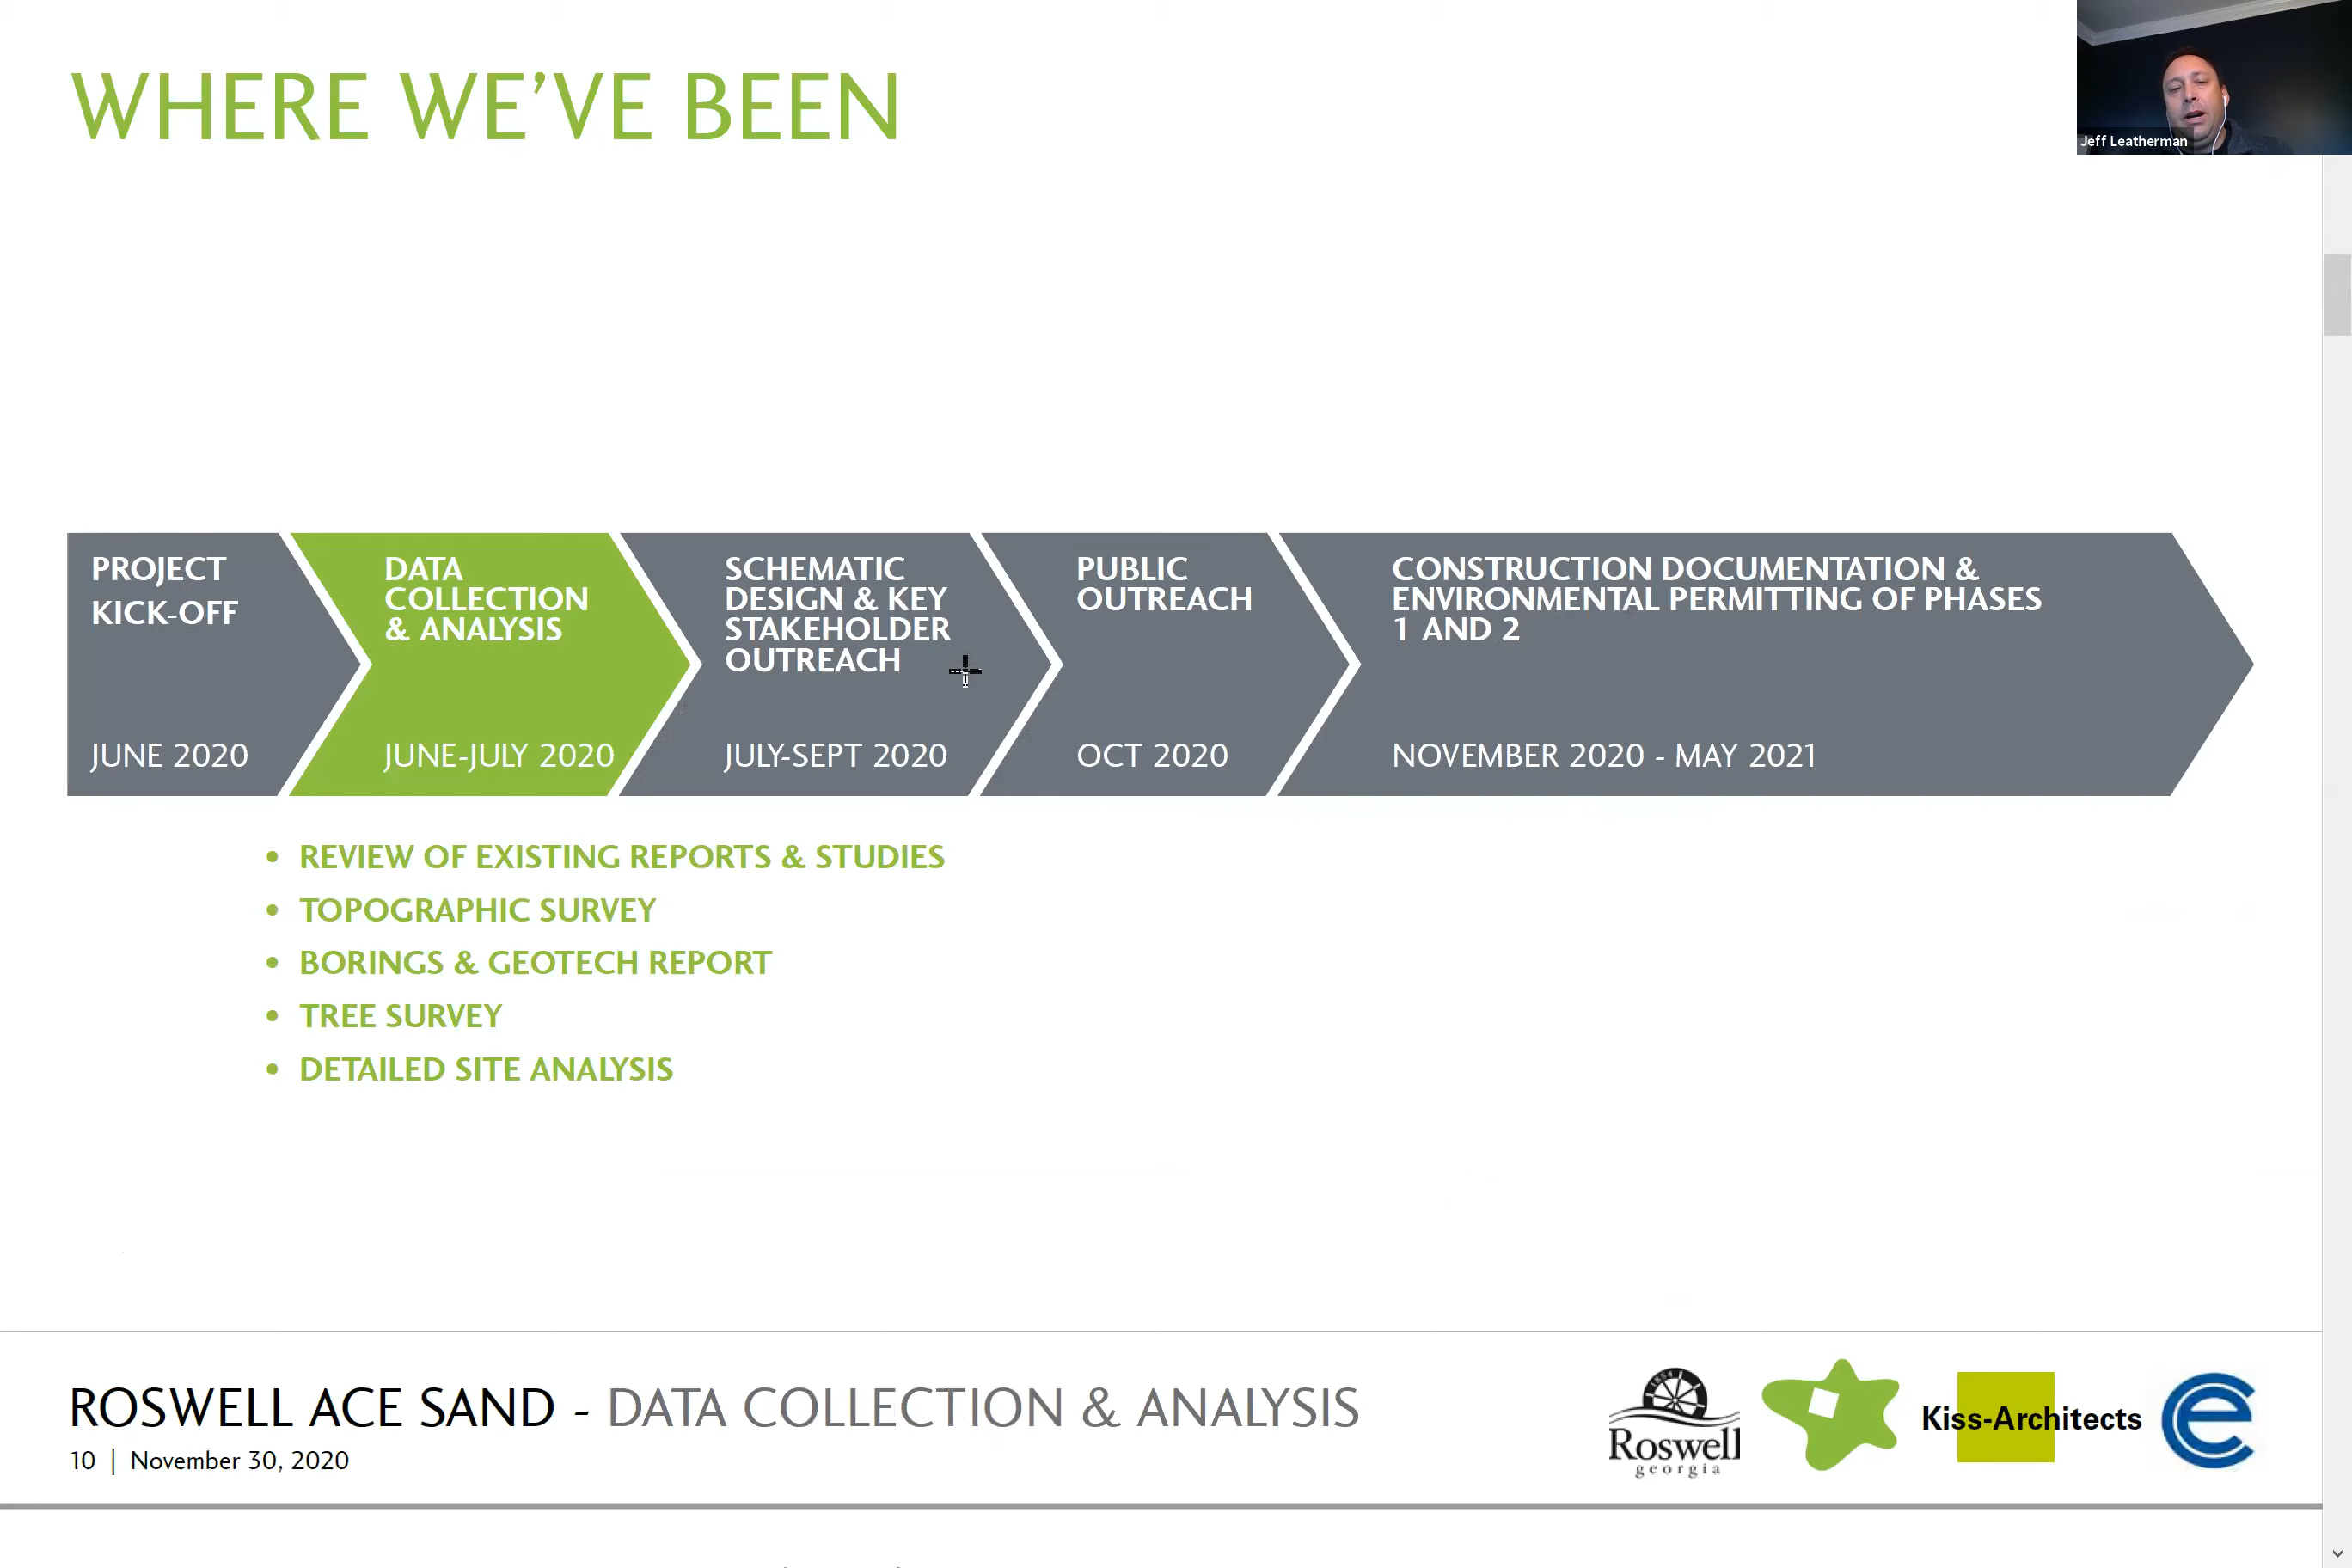 WHERE WE'VE BEEN
Jeff Leatherman
PROJECT
KICK-OFF
JUNE 2020
DATA
COLLECTION
& ANALYSIS
JUNE-JULY 2020
SCHEMATIC
DESIGN & KEY
STAKEHOLDER
OUTREACH
JULY-SEPT 2020
PUBLIC
OUTREACH
OCT 2020
CONSTRUCTION DOCUMENTATION &
ENVIRONMENTAL PERMITTING OF PHASES
1 AND 2
NOVEMBER 2020 - MAY 2021
• REVIEW OF EXISTING REPORTS & STUDIES
• TOPOGRAPHIC SURVEY
• BORINGS & GEOTECH REPORT
• TREE SURVEY
• DETAILED SITE ANALYSIS
ROSWELL ACE SAND - DATA COLLECTION & ANALYSIS
10 | November 30, 2020
1854
Roswell
georgia
Kiss-Architects